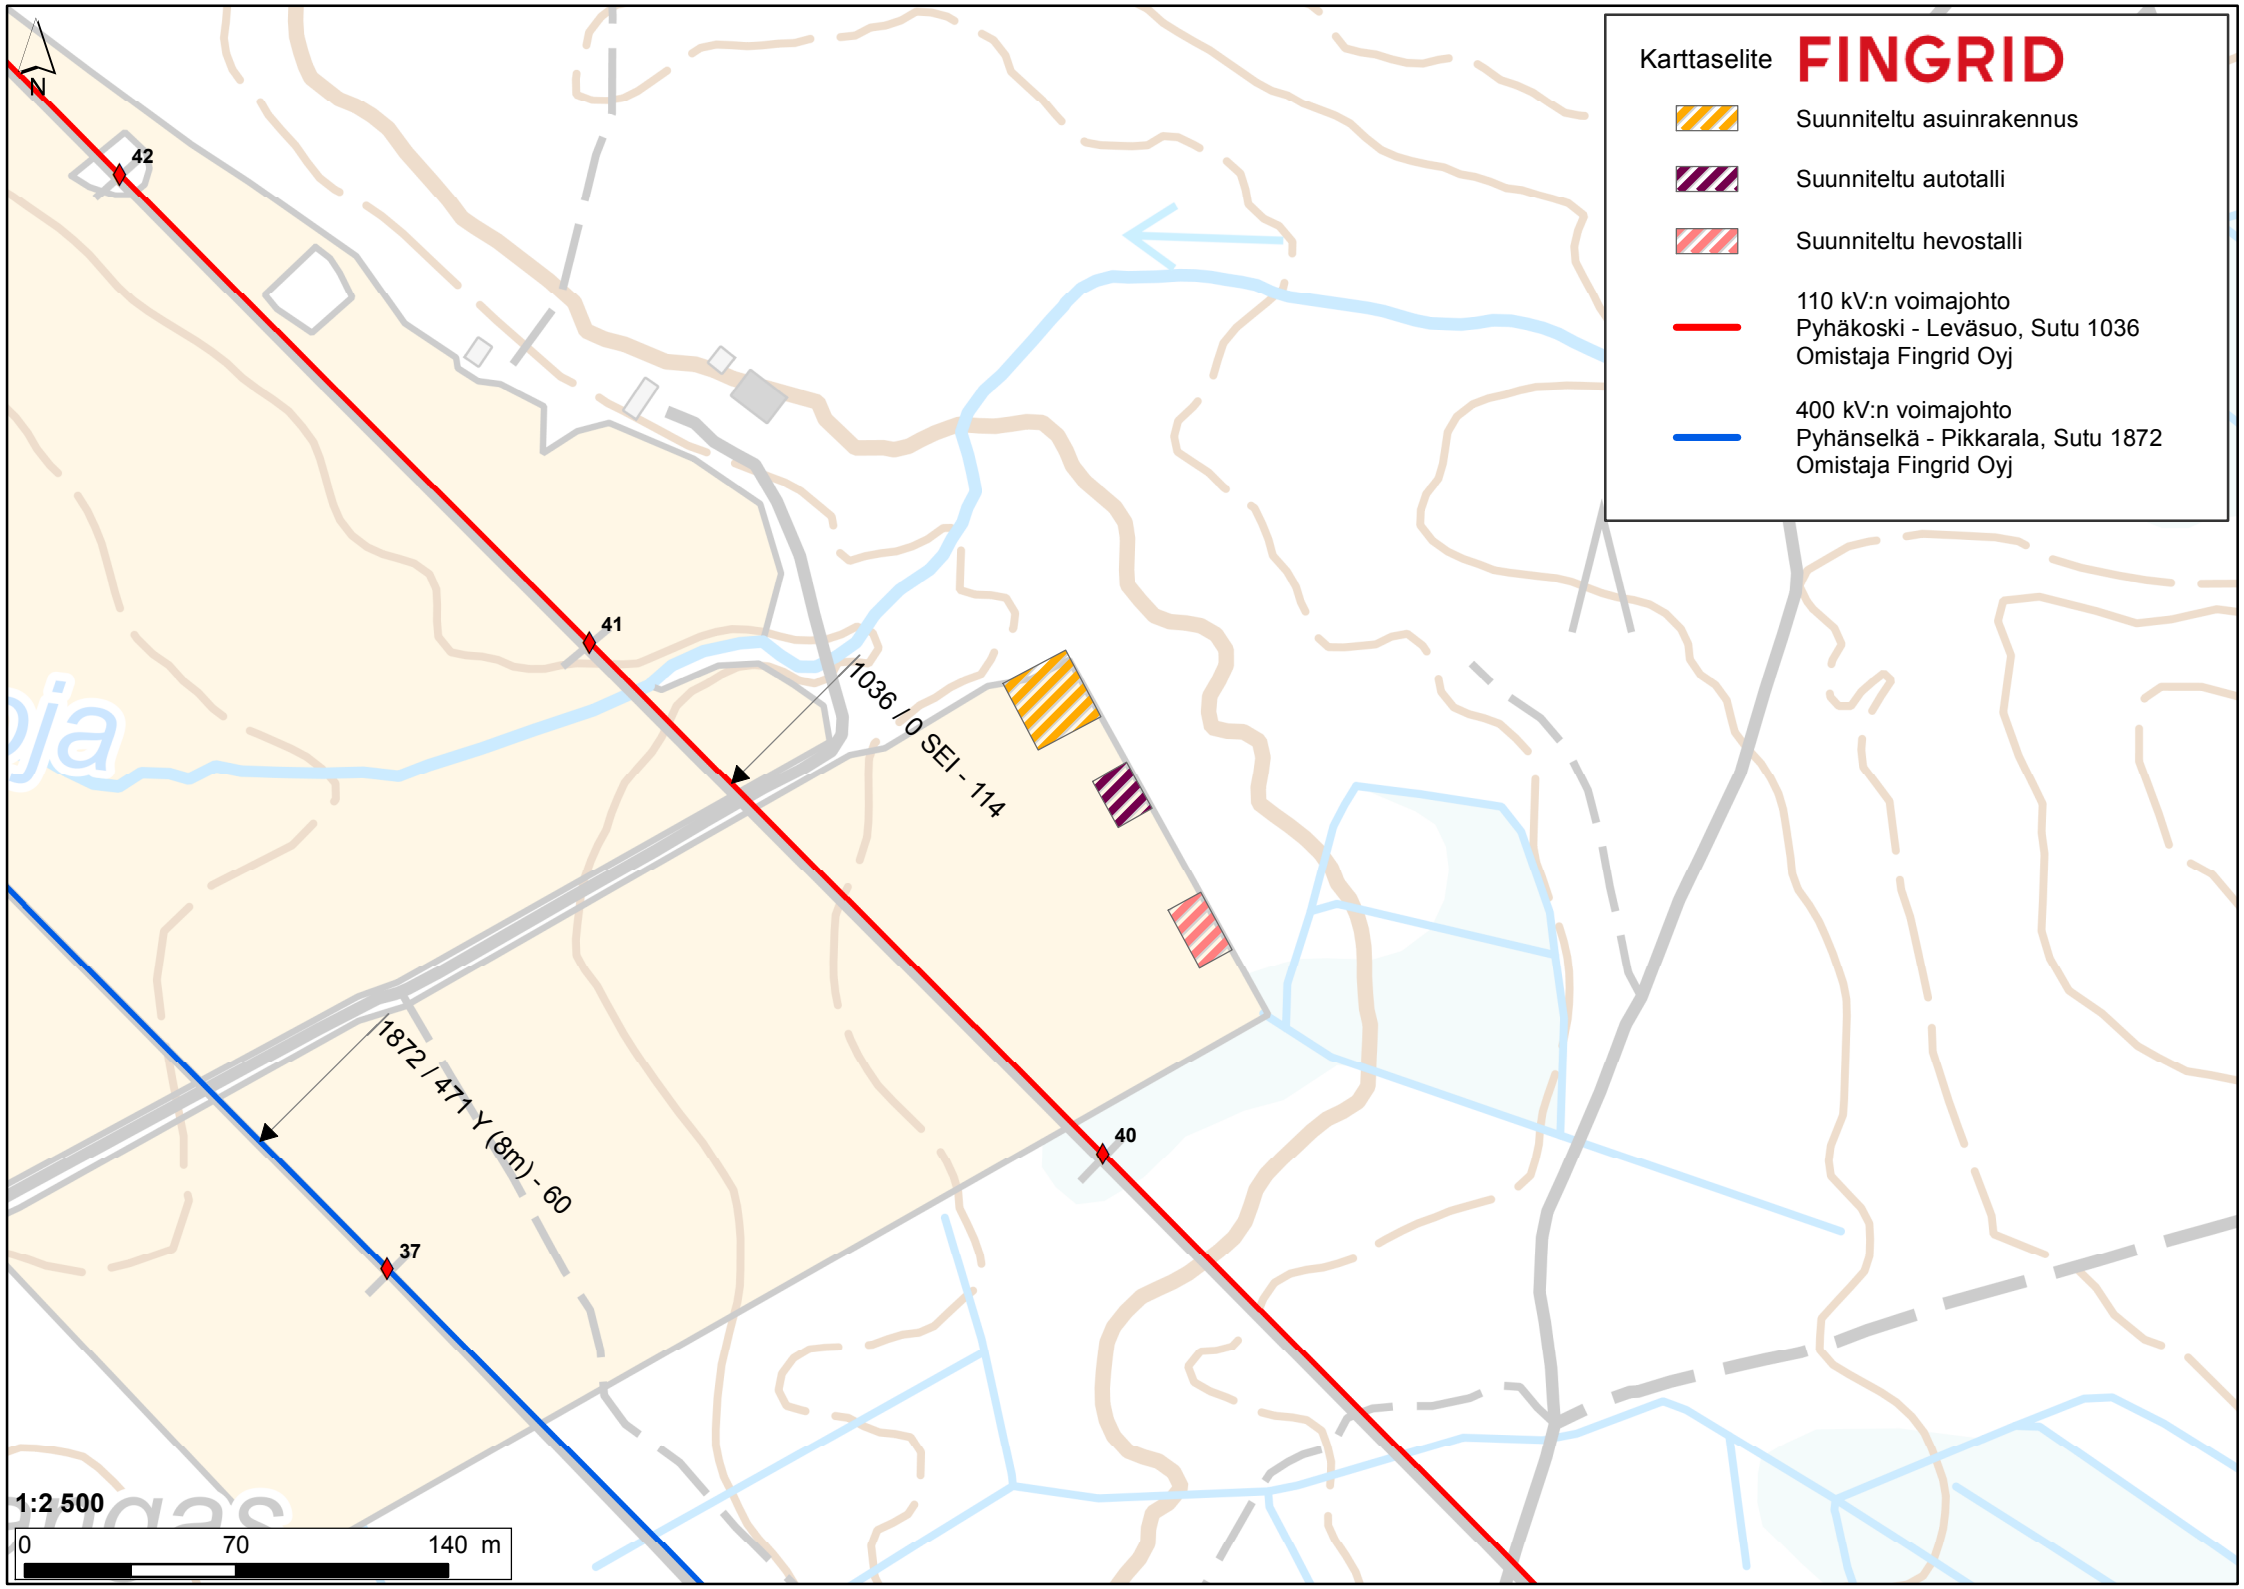 N
Karttaselite FINGRID
Suunniteltu asuinrakennus
Suunniteltu autotalli
Suunniteltu hevostalli
110 kV:n voimajohto
Pyhäkoski - Leväsuo, Sutu 1036
Omistaja Fingrid Oyj
400 kV:n voimajohto
Pyhänselkä - Pikkarala, Sutu 1872
Omistaja Fingrid Oyj
42
41
1036 / 0 SEI - 114
oja
1872 / 471 Y (8m) - 60
40
37
angas
1:2 500
0 70 140 m